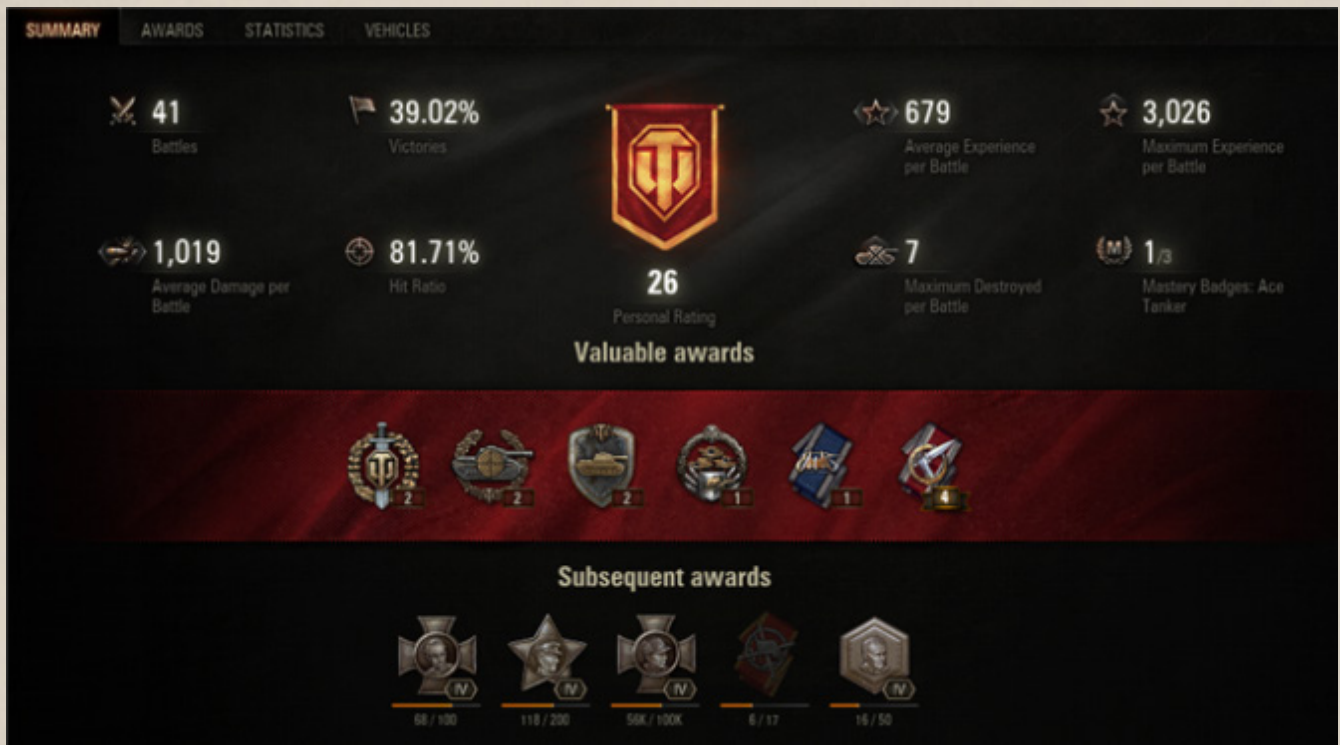 SUMMARY AWARDS STATISTICS VEHICLES
41
Battles
39.02%
Victories
679
Average Experience
per Battle
3,026
Maximum Experience
per Battle
1,019
Average Damage per
Battle
81.71%
Hit Ratio
26
Personal Rating
7
Maximum Destroyed
per Battle
M
1/3
Mastery Badges: Ace
Tanker
Valuable awards
2 2 2 1 1 4
Subsequent awards
IV IV IV IV
68 / 100 118 / 200 56K / 100K 6 / 17 16 / 50